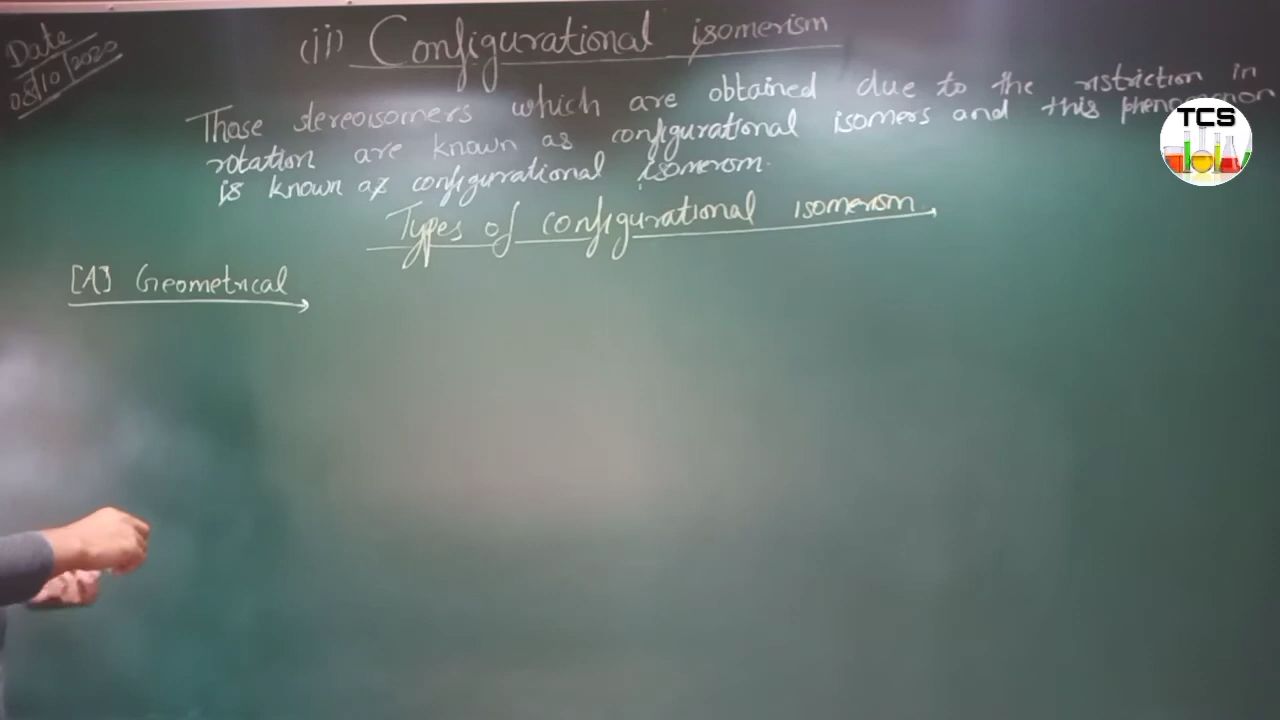 Date
08/10/2020
(ii) Configurational isomerism
Those stereoisomers which are obtained due to the ristriction in
rotation are known as configurational isomers and this phenomenon
is known as configurational isomerism.
Types of configurational isomerism
[A] Geometrical
TCS